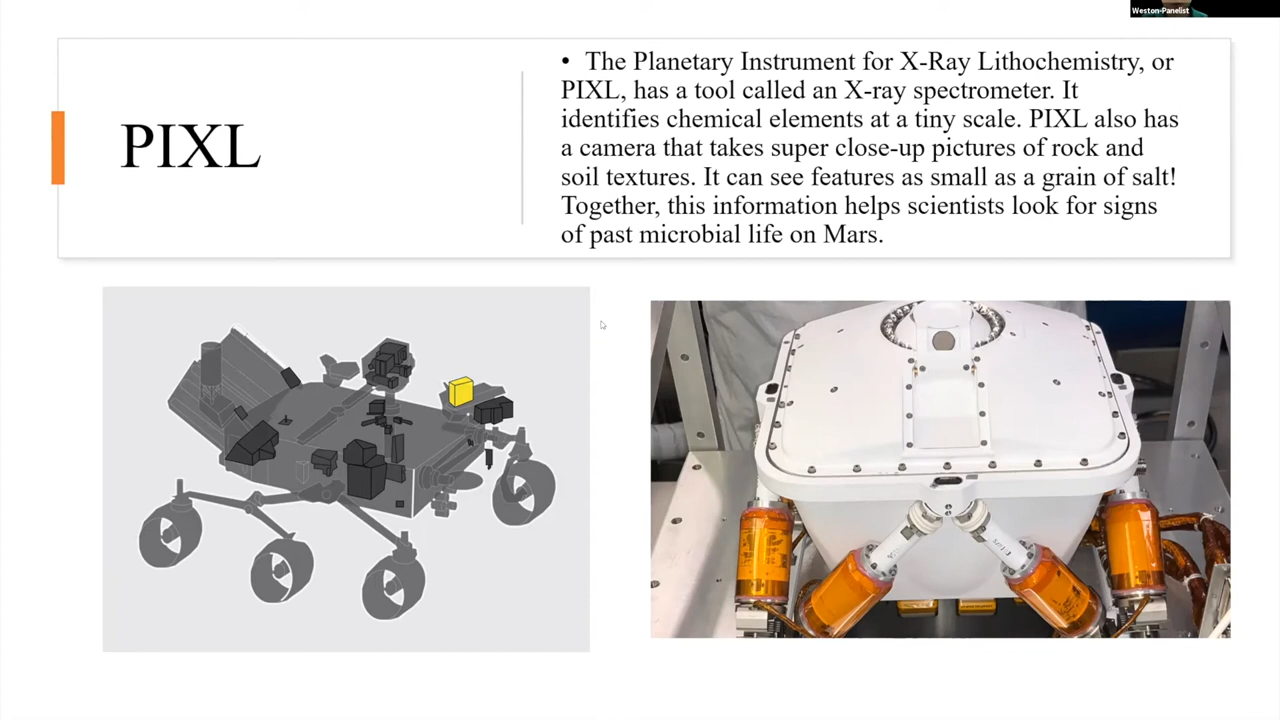 Weston-Panelist
PIXL
• The Planetary Instrument for X-Ray Lithochemistry, or
PIXL, has a tool called an X-ray spectrometer. It
identifies chemical elements at a tiny scale. PIXL also has
a camera that takes super close-up pictures of rock and
soil textures. It can see features as small as a grain of salt!
Together, this information helps scientists look for signs
of past microbial life on Mars.